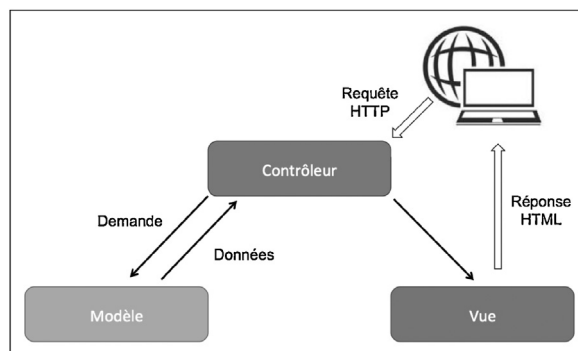 Requête
HTTP
Contrôleur
Demande
Données
Réponse
HTML
Modèle
Vue